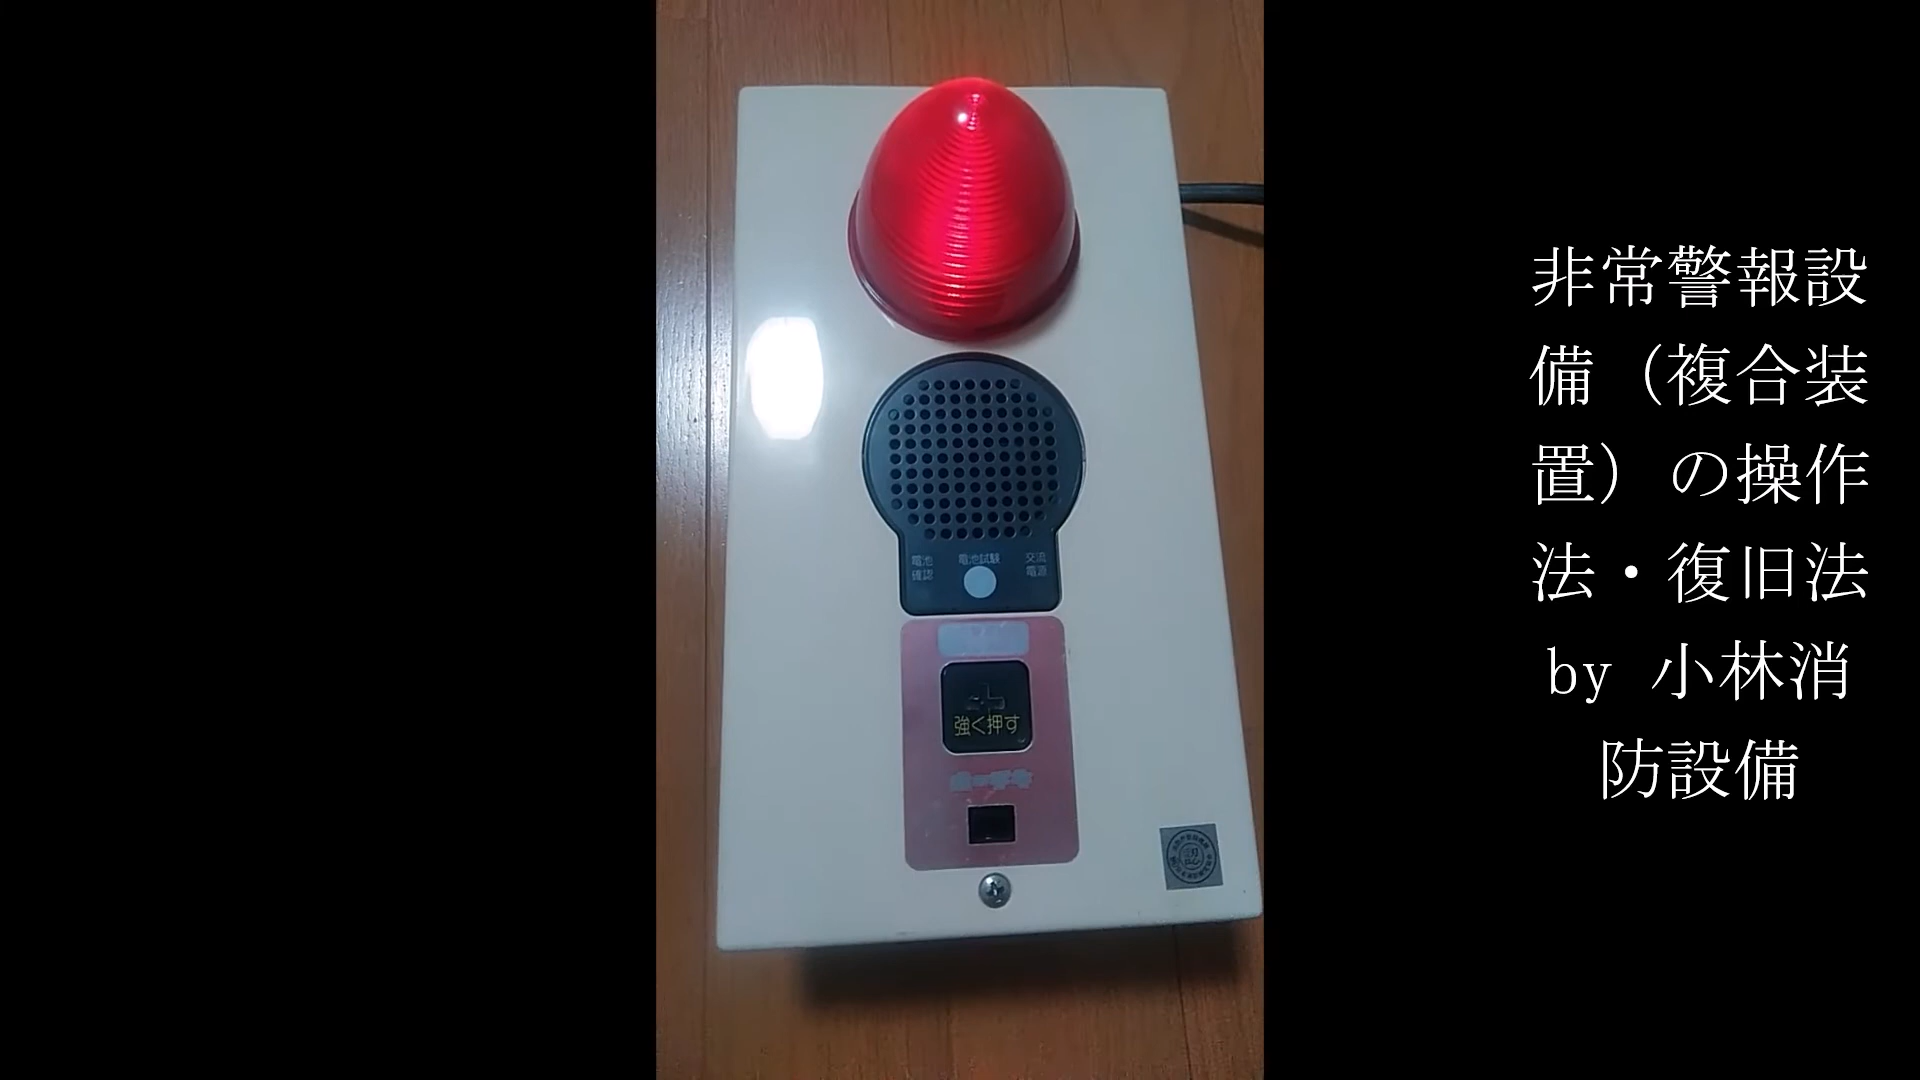 電池
確認
電池試験
交流
電源
強く押す
非常警報設
備（複合装
置）の操作
法・復旧法
by 小林消
防設備